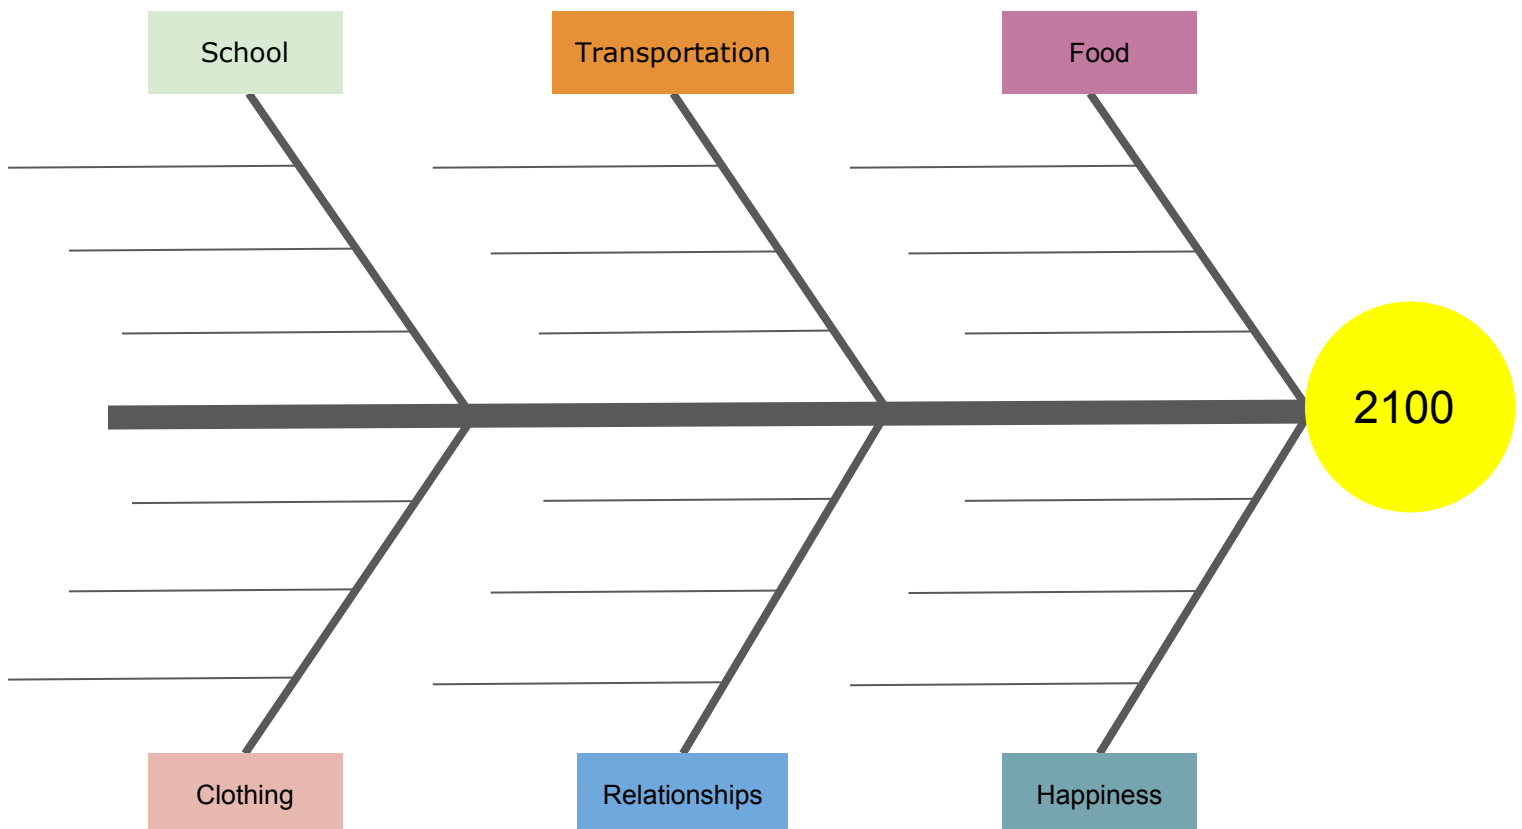 School
Transportation
Food
2100
Clothing
Relationships
Happiness